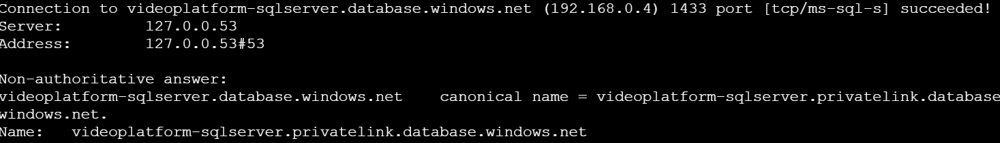 Connection to videoplatform-sqlserver.database.windows.net (192.168.0.4) 1433 port [tcp/ms-sql-s] succeeded!
Server:         127.0.0.53
Address:        127.0.0.53#53

Non-authoritative answer:
videoplatform-sqlserver.database.windows.net    canonical name = videoplatform-sqlserver.privatelink.database
windows.net.
Name:   videoplatform-sqlserver.privatelink.database.windows.net